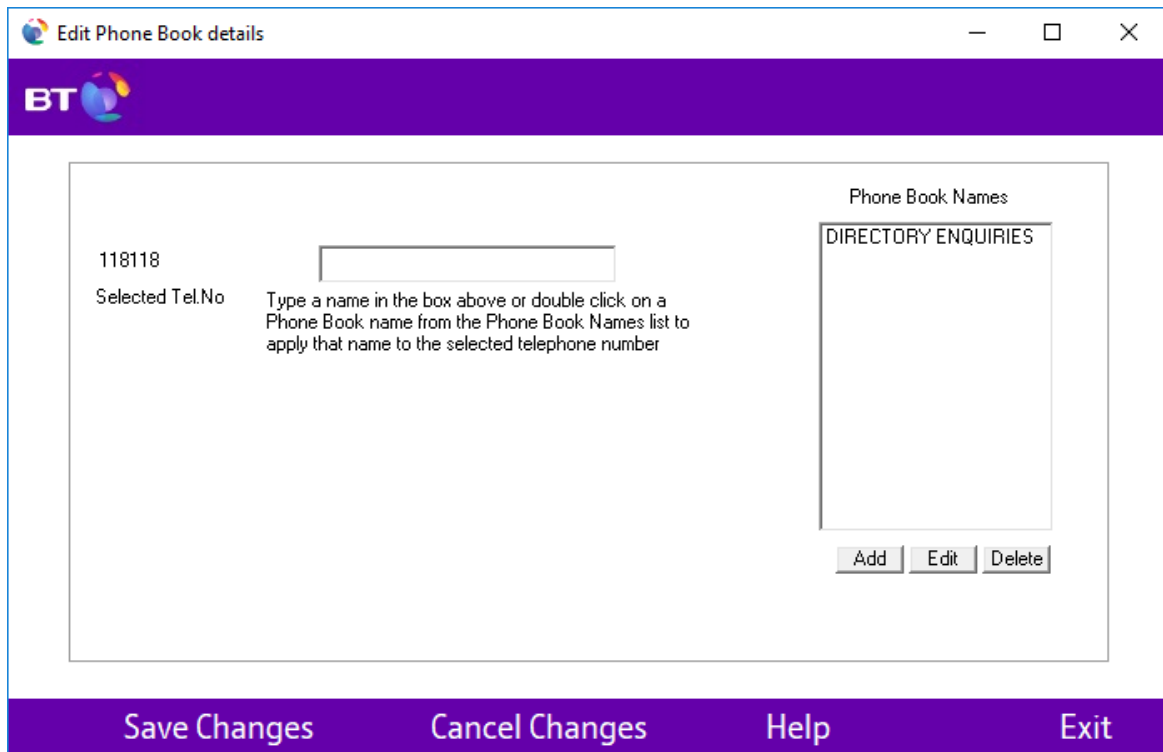 Edit Phone Book details
BT
Phone Book Names
DIRECTORY ENQUIRIES
118118
Selected Tel.No
Type a name in the box above or double click on a
Phone Book name from the Phone Book Names list to
apply that name to the selected telephone number
Add Edit Delete
Save Changes Cancel Changes Help Exit